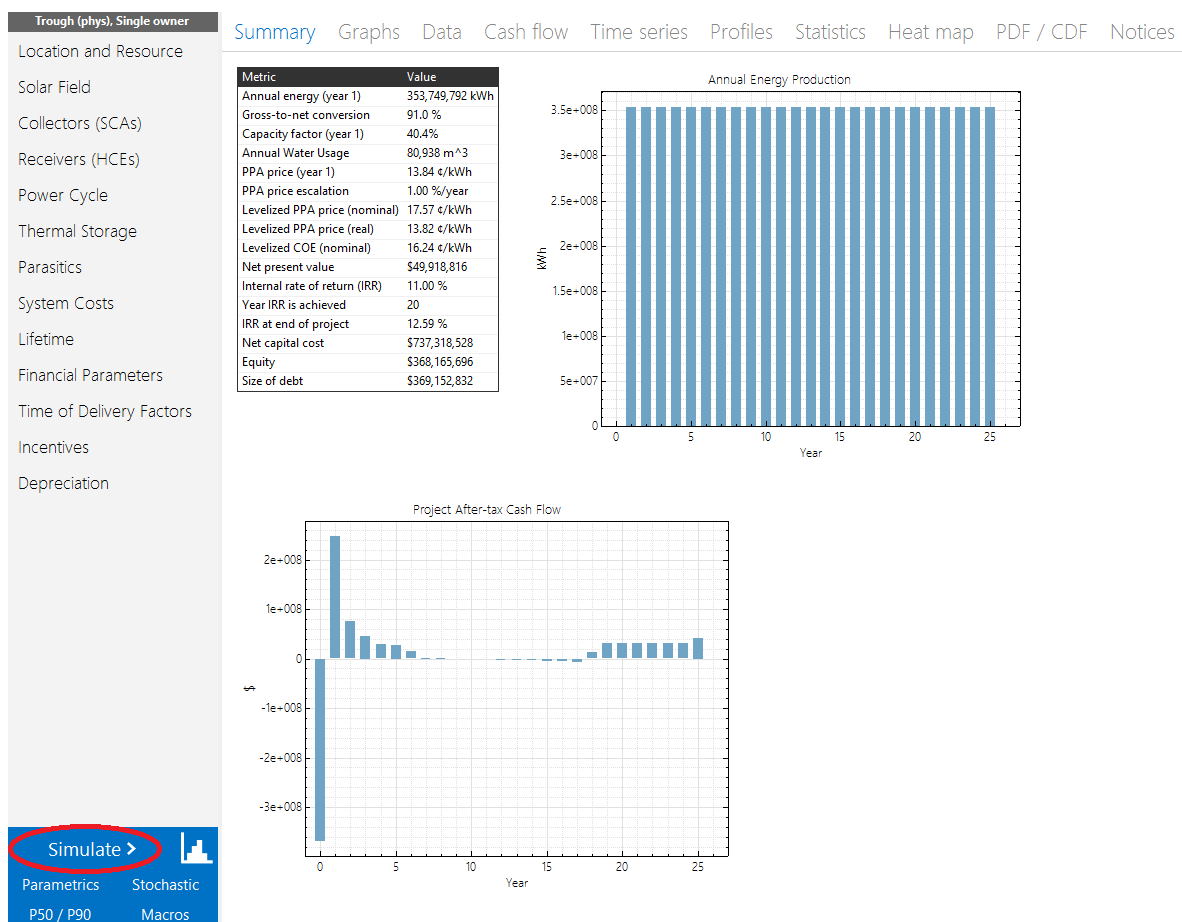 Trough (phys), Single owner
Location and Resource
Solar Field
Collectors (SCAs)
Receivers (HCEs)
Power Cycle
Thermal Storage
Parasitics
System Costs
Lifetime
Financial Parameters
Time of Delivery Factors
Incentives
Depreciation
Simulate >
Parametrics Stochastic
P50 / P90 Macros
Summary Graphs Data Cash flow Time series Profiles Statistics Heat map PDF / CDF Notices
Metric Value
Annual energy (year 1) 353,749,792 kWh
Gross-to-net conversion 91.0 %
Capacity factor (year 1) 40.4%
Annual Water Usage 80,938 m^3
PPA price (year 1) 13.84 ¢/kWh
PPA price escalation 1.00 %/year
Levelized PPA price (nominal) 17.57 ¢/kWh
Levelized PPA price (real) 13.82 ¢/kWh
Levelized COE (nominal) 16.24 ¢/kWh
Net present value $49,918,816
Internal rate of return (IRR) 11.00 %
Year IRR is achieved 20
IRR at end of project 12.59 %
Net capital cost $737,318,528
Equity $368,165,696
Size of debt $369,152,832
Annual Energy Production
3.5e+008
3e+008
2.5e+008
2e+008
1.5e+008
1e+008
5e+007
0
kWh
0 5 10 15 20 25
Year
Project After-tax Cash Flow
2e+008
1e+008
0
-1e+008
-2e+008
-3e+008
$
0 5 10 15 20 25
Year